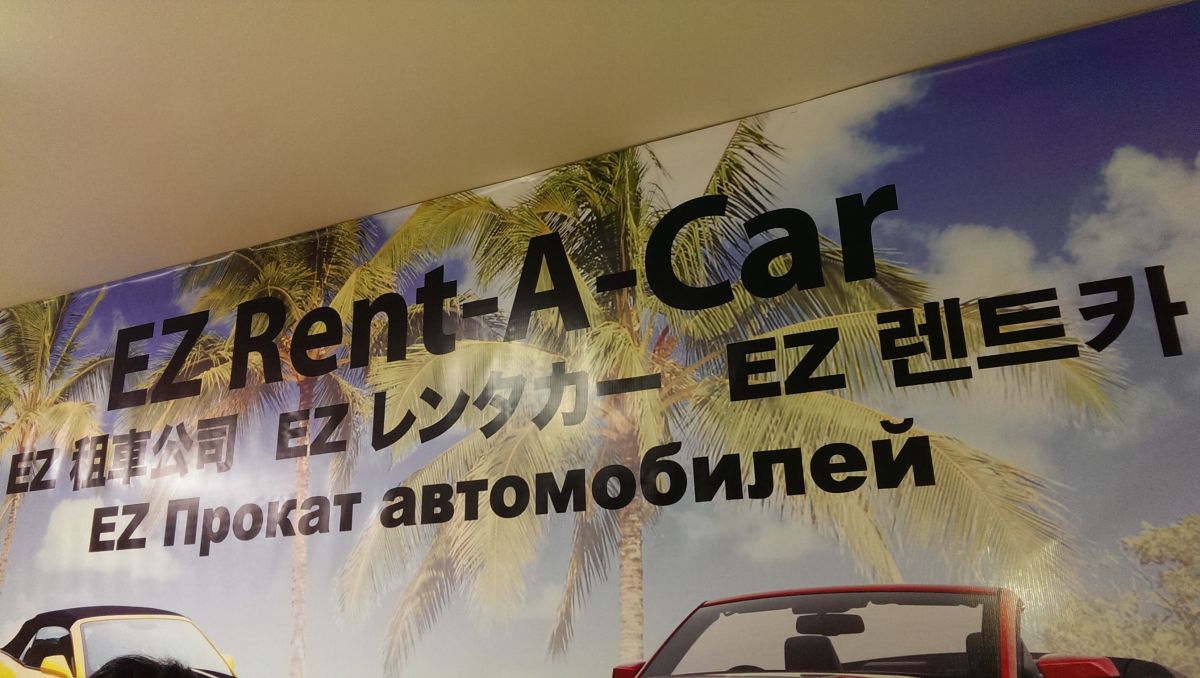 EZ Rent-A-Car
EZ 租車公司 EZ レンタカー EZ 렌트카
EZ Прокат автомобилей